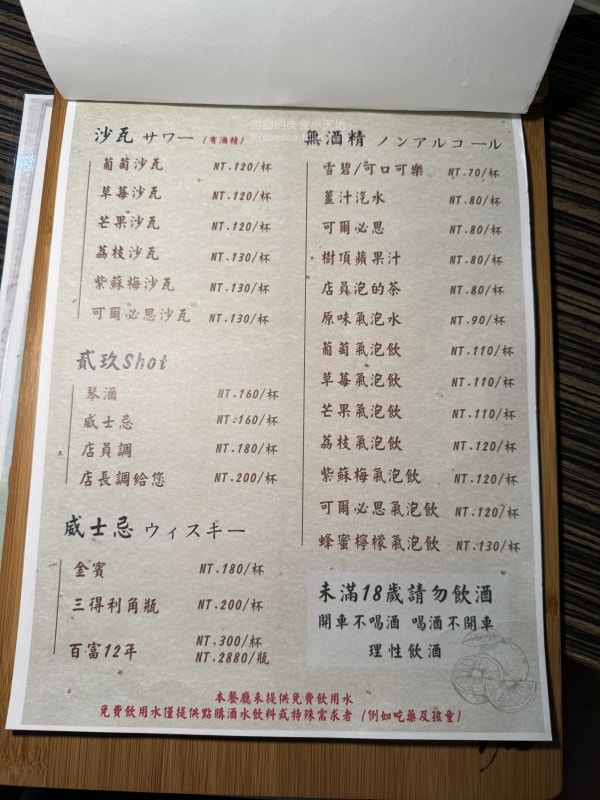 沙瓦 サワー (有酒精)
葡萄沙瓦 NT.120/杯
草莓沙瓦 NT.120/杯
芒果沙瓦 NT.120/杯
荔枝沙瓦 NT.130/杯
紫蘇梅沙瓦 NT.130/杯
可爾必思沙瓦 NT.130/杯
貳玖Shot
琴酒 NT.160/杯
威士忌 NT.160/杯
店員調 NT.180/杯
店長調給您 NT.200/杯
威士忌 ウィスキー
金賓 NT.180/杯
三得利角瓶 NT.200/杯
百富12年 NT.300/杯
NT.2880/瓶
無酒精 ノンアルコール
雪碧/可口可樂 NT.70/杯
薑汁汽水 NT.80/杯
可爾必思 NT.80/杯
樹頂蘋果汁 NT.80/杯
店員泡的茶 NT.80/杯
原味氣泡水 NT.90/杯
葡萄氣泡飲 NT.110/杯
草莓氣泡飲 NT.110/杯
芒果氣泡飲 NT.110/杯
荔枝氣泡飲 NT.120/杯
紫蘇梅氣泡飲 NT.120/杯
可爾必思氣泡飲 NT.120/杯
蜂蜜檸檬氣泡飲 NT.130/杯
未滿18歲請勿飲酒
開車不喝酒 喝酒不開車
理性飲酒
本餐廳未提供免費飲用水
免費飲用水僅提供點購酒水飲料或特殊需求者 (例如吃藥及孩童)